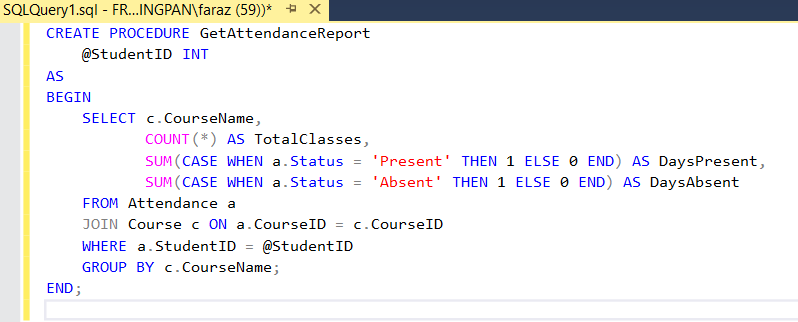 SQLQuery1.sql - FR...INGPAN\faraz (59))*
CREATE PROCEDURE GetAttendanceReport
    @StudentID INT
AS
BEGIN
    SELECT c.CourseName,
           COUNT(*) AS TotalClasses,
           SUM(CASE WHEN a.Status = 'Present' THEN 1 ELSE 0 END) AS DaysPresent,
           SUM(CASE WHEN a.Status = 'Absent' THEN 1 ELSE 0 END) AS DaysAbsent
    FROM Attendance a
    JOIN Course c ON a.CourseID = c.CourseID
    WHERE a.StudentID = @StudentID
    GROUP BY c.CourseName;
END;